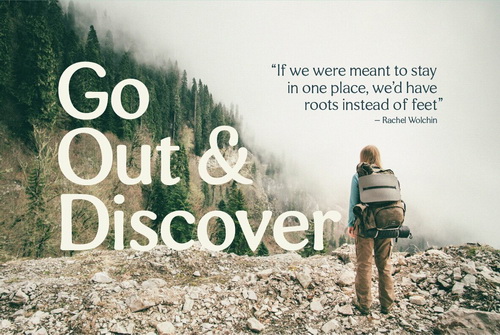 Go
Out &
Discover
“If we were meant to stay
in one place, we’d have
roots instead of feet”
— Rachel Wolchin